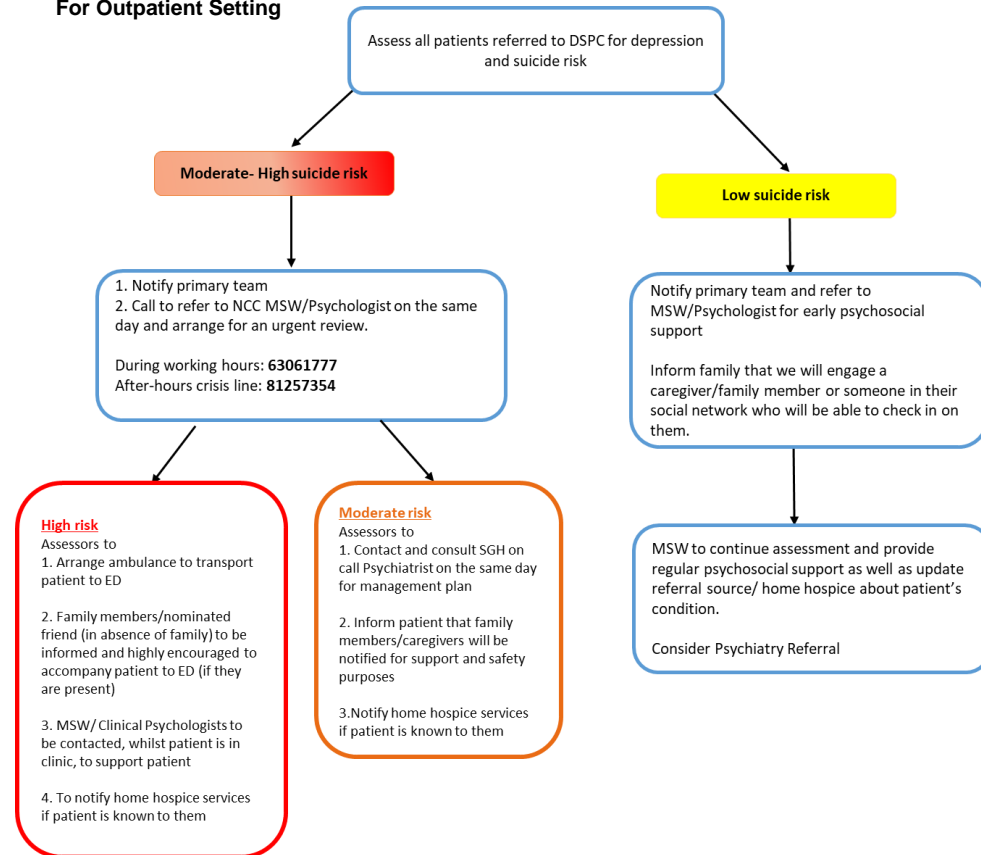 For Outpatient Setting
Assess all patients referred to DSPC for depression
and suicide risk
Moderate- High suicide risk
Low suicide risk
1. Notify primary team
2. Call to refer to NCC MSW/Psychologist on the same
day and arrange for an urgent review.
During working hours: 63061777
After-hours crisis line: 81257354
Notify primary team and refer to
MSW/Psychologist for early psychosocial
support
Inform family that we will engage a
caregiver/family member or someone in their
social network who will be able to check in on
them.
High risk
Assessors to
1. Arrange ambulance to transport
patient to ED
2. Family members/nominated
friend (in absence of family) to be
informed and highly encouraged to
accompany patient to ED (if they
are present)
3. MSW/ Clinical Psychologists to
be contacted, whilst patient is in
clinic, to support patient
4. To notify home hospice services
if patient is known to them
Moderate risk
Assessors to
1. Contact and consult SGH on
call Psychiatrist on the same day
for management plan
2. Inform patient that family
members/caregivers will be
notified for support and safety
purposes
3.Notify home hospice services
if patient is known to them
MSW to continue assessment and provide
regular psychosocial support as well as update
referral source/ home hospice about patient's
condition.
Consider Psychiatry Referral